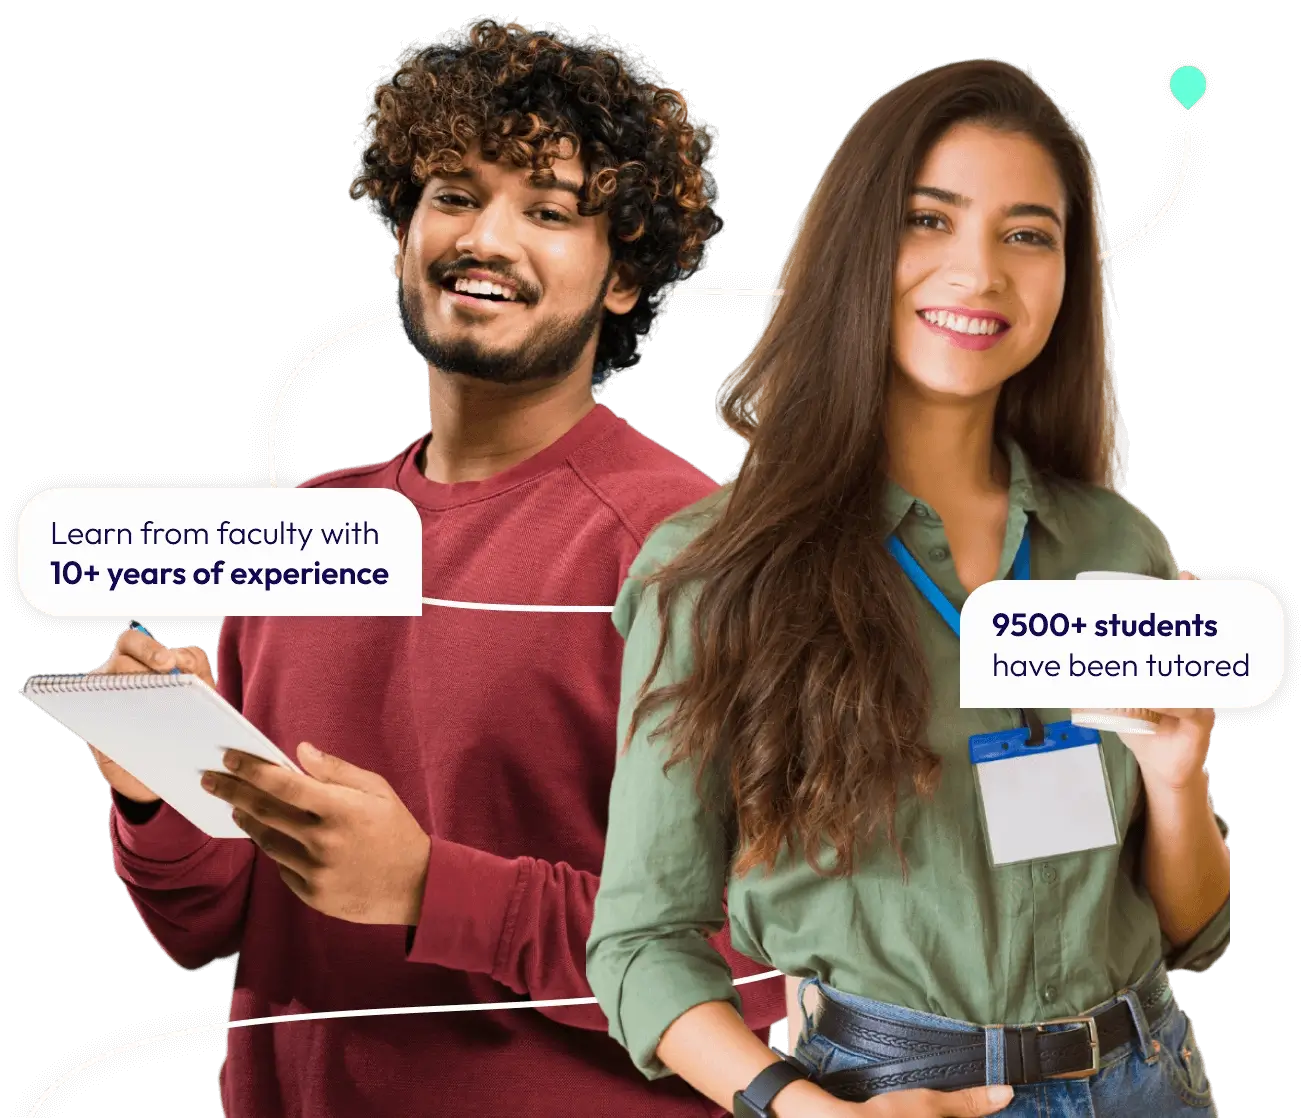 Learn from faculty with
10+ years of experience
9500+ students
have been tutored